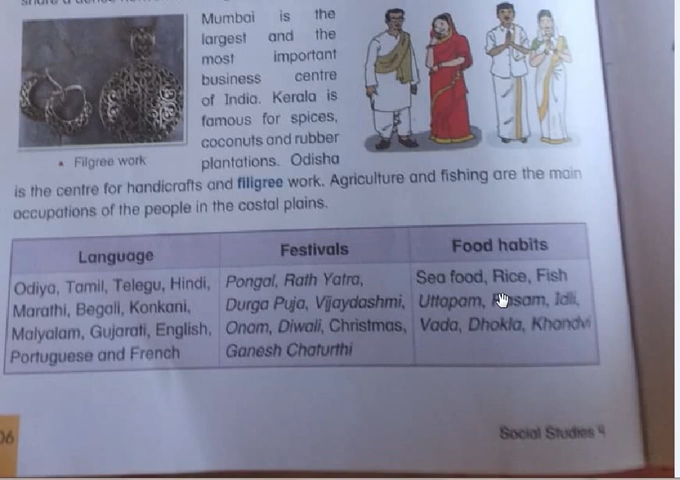 Mumbai is the
largest and the
most important
business centre
of India. Kerala is
famous for spices,
coconuts and rubber
plantations. Odisha
▲ Filgree work
is the centre for handicrafts and filigree work. Agriculture and fishing are the main
occupations of the people in the costal plains.
Language
Odiya, Tamil, Telegu, Hindi,
Marathi, Begali, Konkani,
Malyalam, Gujarati, English,
Portuguese and French
Festivals
Pongal, Rath Yatra,
Durga Puja, Vijaydashmi,
Onam, Diwali, Christmas,
Ganesh Chaturthi
Food habits
Sea food, Rice, Fish
Uttapam, Idli,
Vada, Dhokla, Khandvi
06
Social Studies 4